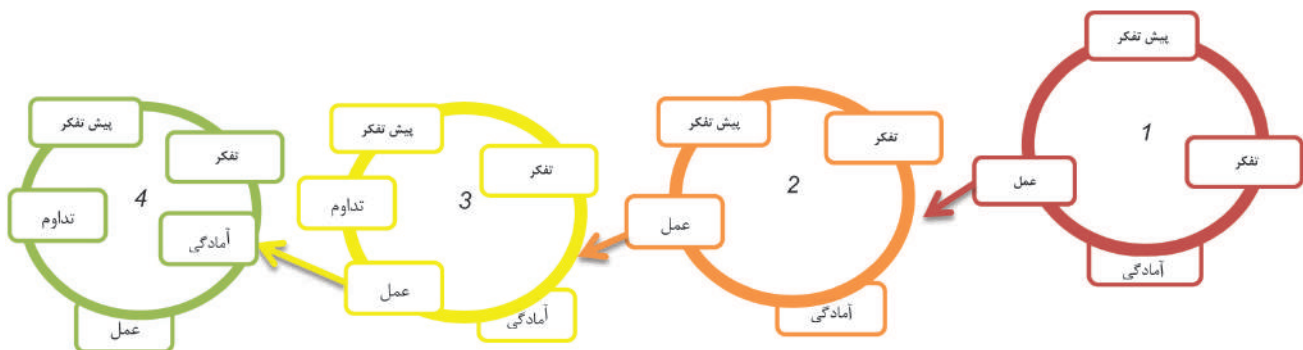 پیش تفکر
1
تفکر
آمادگی
عمل
پیش تفکر
تفکر
2
عمل
آمادگی
پیش تفکر
تفکر
3
تداوم
عمل
آمادگی
پیش تفکر
تفکر
4
تداوم
آمادگی
عمل